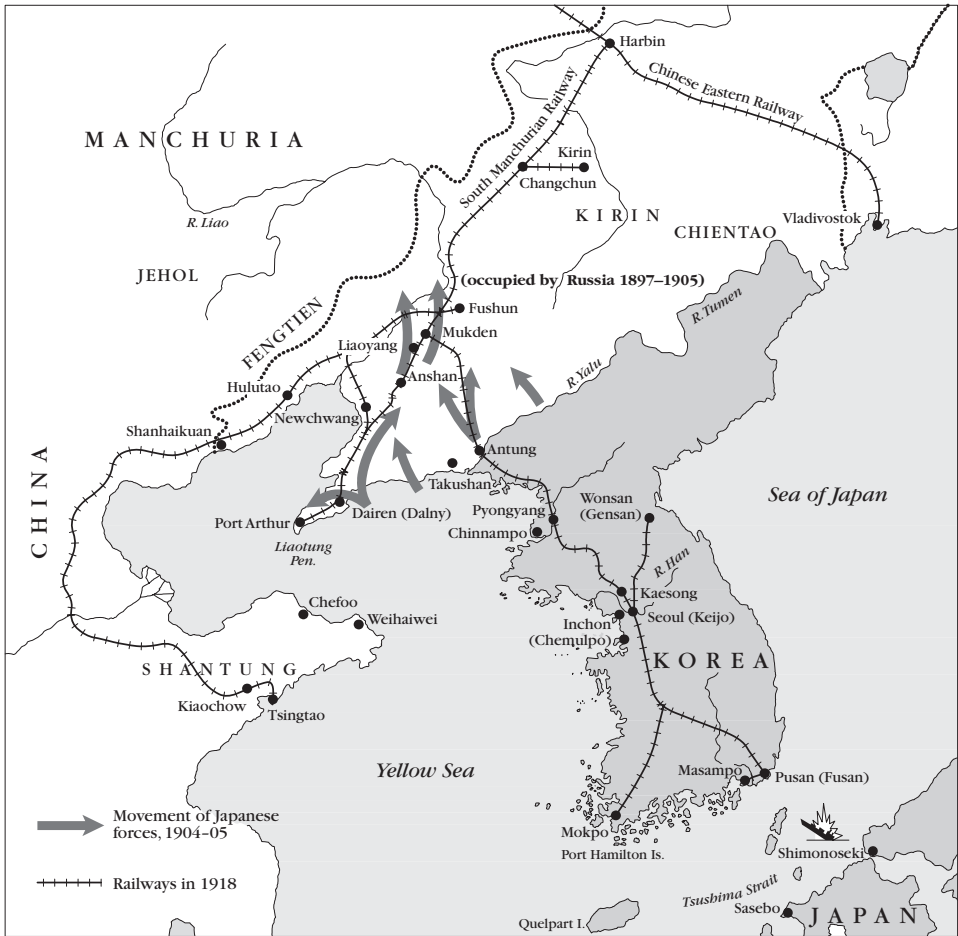 Harbin
Chinese Eastern Railway
MANCHURIA
South Manchurian Railway
Kirin
Changchun
R. Liao
KIRIN
Vladivostok
CHIENTAO
JEHOL
(occupied by Russia 1897–1905)
R. Tumen
Fushun
FENGTIEN
Mukden
Liaoyang
R. Yalu
Anshan
Hulutao
Newchwang
Shanhaikuan
Antung
CHINA
Takushan
Sea of Japan
Wonsan
(Gensan)
Pyongyang
Dairen (Dalny)
Port Arthur
Chinnampo
Liaotung
Pen.
R. Han
Kaesong
Chefoo
Seoul (Keijo)
Weihaiwei
Inchon
(Chemulpo)
KOREA
SHANTUNG
Kiaochow
Tsingtao
Yellow Sea
Masampo
Pusan (Fusan)
Movement of Japanese
forces, 1904–05
Mokpo
Port Hamilton Is.
Shimonoseki
Railways in 1918
Tsushima Strait
Sasebo
JAPAN
Quelpart I.